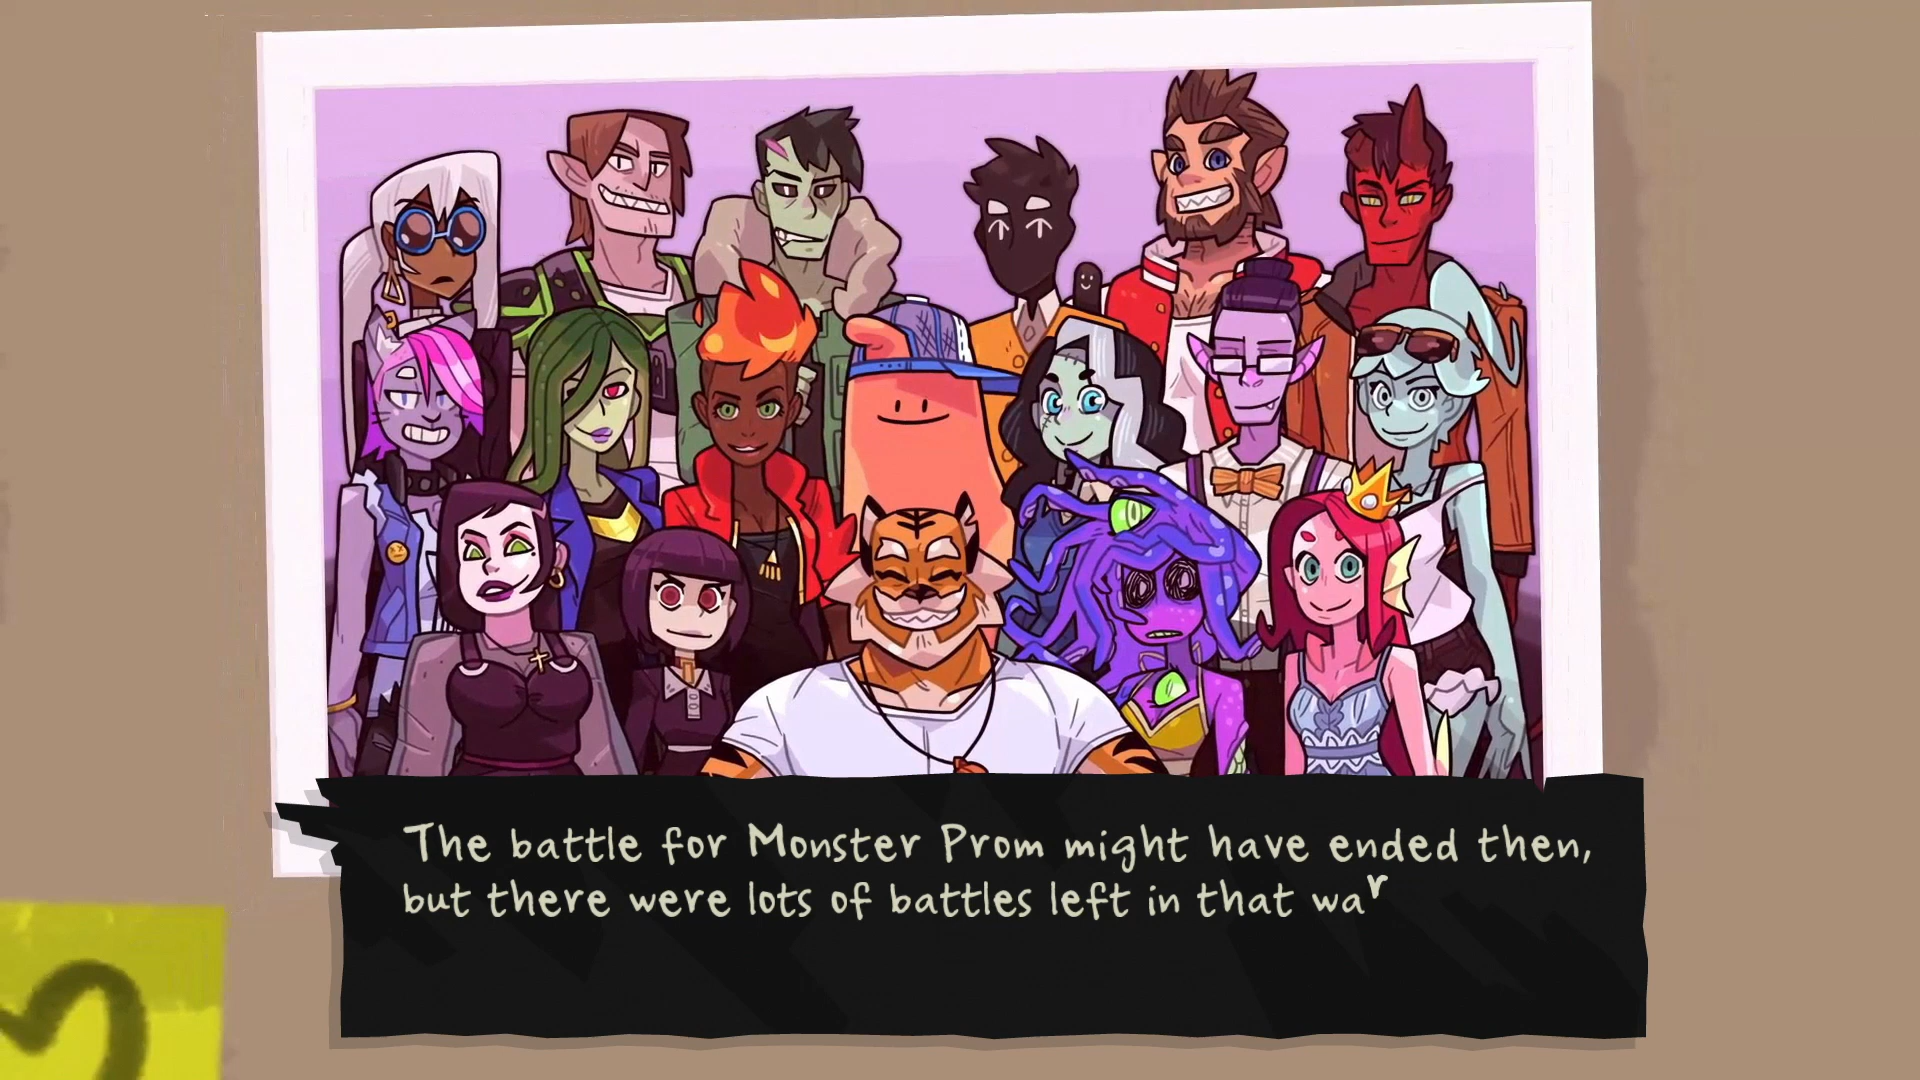 The battle for Monster Prom might have ended then,
but there were lots of battles left in that war